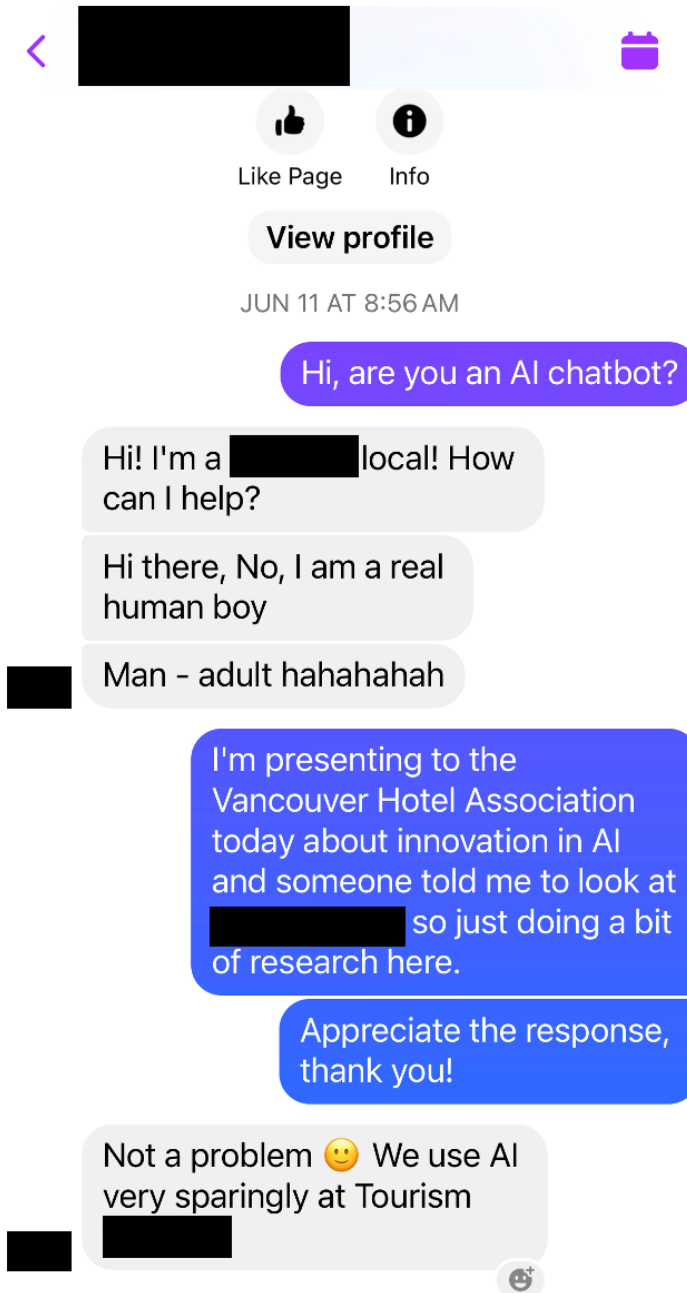 Like Page
Info
View profile
JUN 11 AT 8:56 AM
Hi, are you an AI chatbot?
Hi! I'm a local! How
can I help?
Hi there, No, I am a real
human boy
Man - adult hahahahah
I'm presenting to the
Vancouver Hotel Association
today about innovation in AI
and someone told me to look at
so just doing a bit
of research here.
Appreciate the response,
thank you!
Not a problem 🙂 We use AI
very sparingly at Tourism